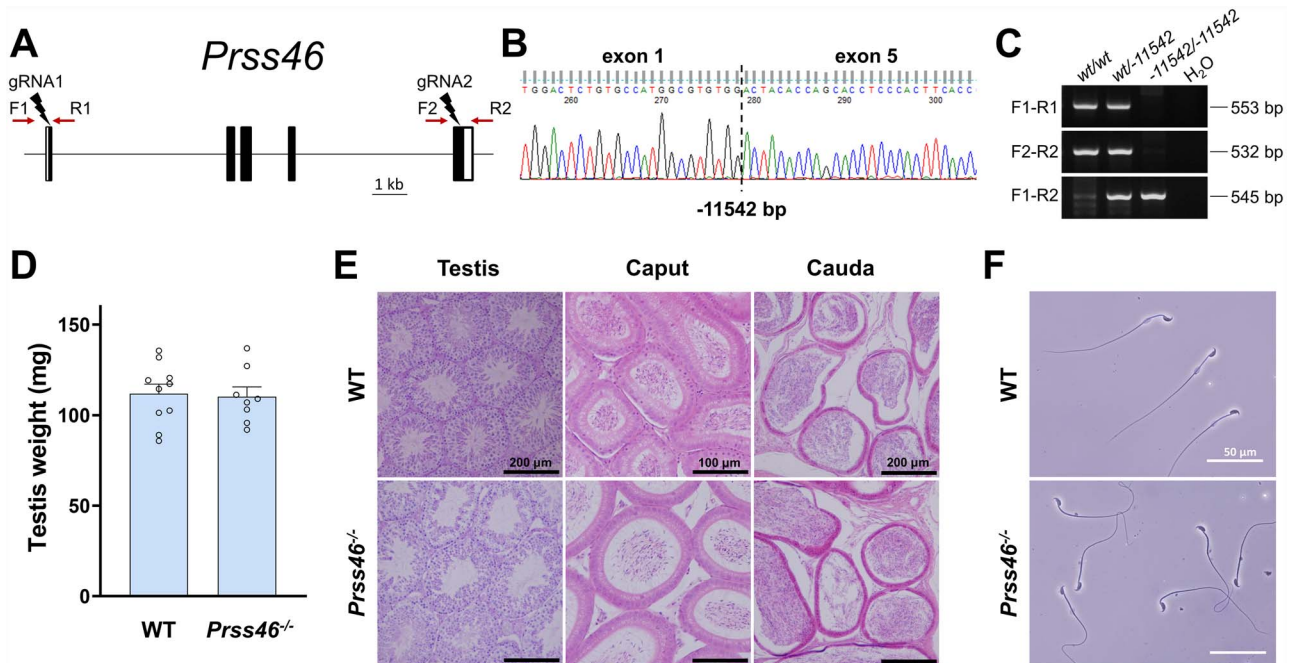 A
Prss46
gRNA1
F1
R1
gRNA2
F2
R2
1 kb
B
exon 1
exon 5
TGGACTCTGTGCCATGGCGTGTGGACTACACCAGCACCTCCCACTTCACC
260
270
280
290
300
-11542 bp
C
wt/wt
wt/-11542
-11542/-11542
H2O
F1-R1
553 bp
F2-R2
532 bp
F1-R2
545 bp
D
Testis weight (mg)
150
100
50
0
WT
Prss46-/-
E
Testis
Caput
Cauda
WT
200 μm
100 μm
200 μm
Prss46-/-
F
WT
50 μm
Prss46-/-